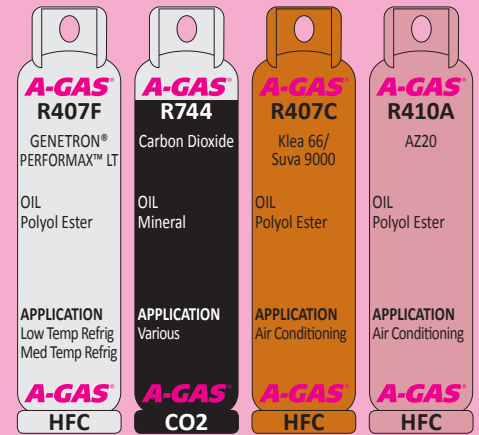 A-GAS®
R407F
GENETRON®
PERFORMAX™ LT
OIL
Polyol Ester
APPLICATION
Low Temp Refrig
Med Temp Refrig
A-GAS®
HFC
A-GAS®
R744
Carbon Dioxide
OIL
Mineral
APPLICATION
Various
A-GAS®
CO2
A-GAS®
R407C
Klea 66/
Suva 9000
OIL
Polyol Ester
APPLICATION
Air Conditioning
A-GAS®
HFC
A-GAS®
R410A
AZ20
OIL
Polyol Ester
APPLICATION
Air Conditioning
A-GAS®
HFC